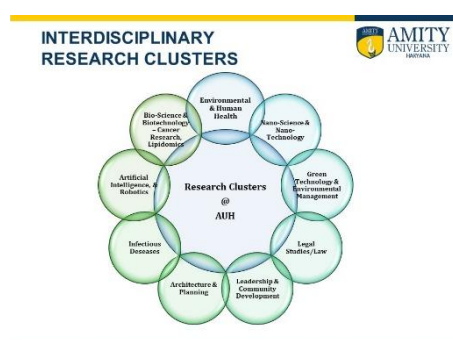 INTERDISCIPLINARY
RESEARCH CLUSTERS
AMITY
AMITY
UNIVERSITY
HARYANA
Environmental
& Human
Health
Nano-Science &
Nano-
Technology
Green
Technology &
Environmental
Management
Legal
Studies/Law
Leadership &
Community
Development
Architecture &
Planning
Infectious
Deseases
Artificial
Intelligence, &
Robotics
Bio-Science &
Biotechnology
– Cancer
Research,
Lipidomics
Research Clusters
@
AUH